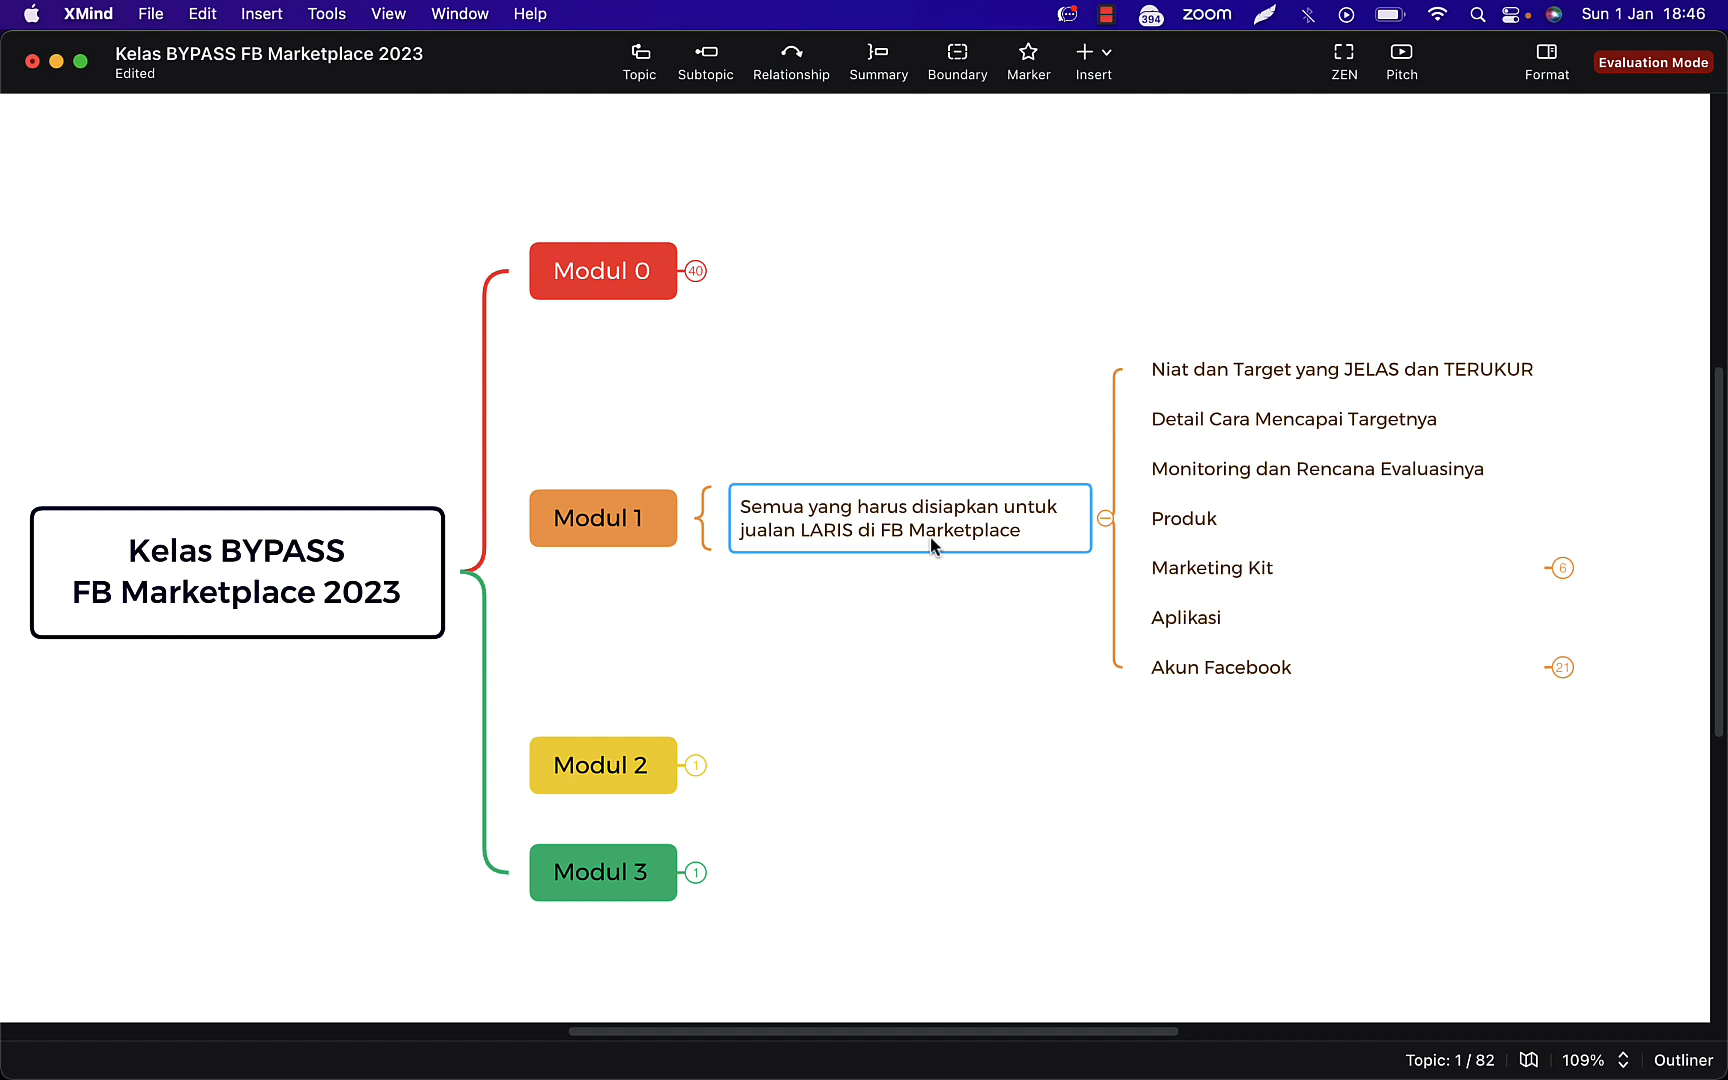 XMind File Edit Insert Tools View Window Help 394 zoom Sun 1 Jan 18:46
Kelas BYPASS FB Marketplace 2023
Edited
Topic Subtopic Relationship Summary Boundary Marker Insert ZEN Pitch Format Evaluation Mode
Modul 0 40
Niat dan Target yang JELAS dan TERUKUR
Detail Cara Mencapai Targetnya
Monitoring dan Rencana Evaluasinya
Modul 1
Semua yang harus disiapkan untuk
jualan LARIS di FB Marketplace
Produk
Marketing Kit 6
Aplikasi
Akun Facebook 21
Kelas BYPASS
FB Marketplace 2023
Modul 2 1
Modul 3 1
Topic: 1 / 82 109% Outliner